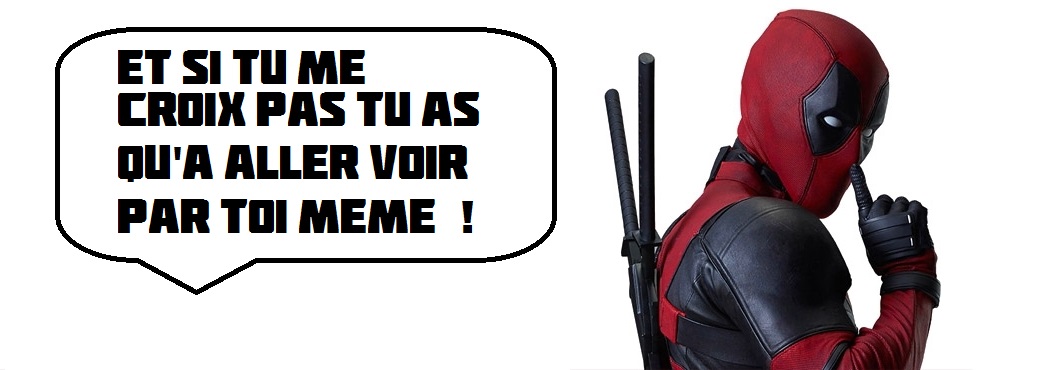 ET SI TU ME
CROIX PAS TU AS
QU'A ALLER VOIR
PAR TOI MEME !